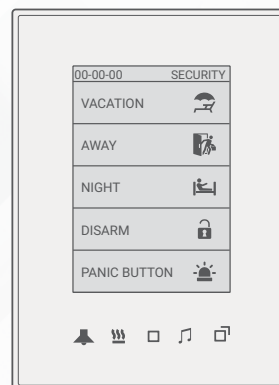 00-00-00 SECURITY
VACATION
AWAY
NIGHT
DISARM
PANIC BUTTON